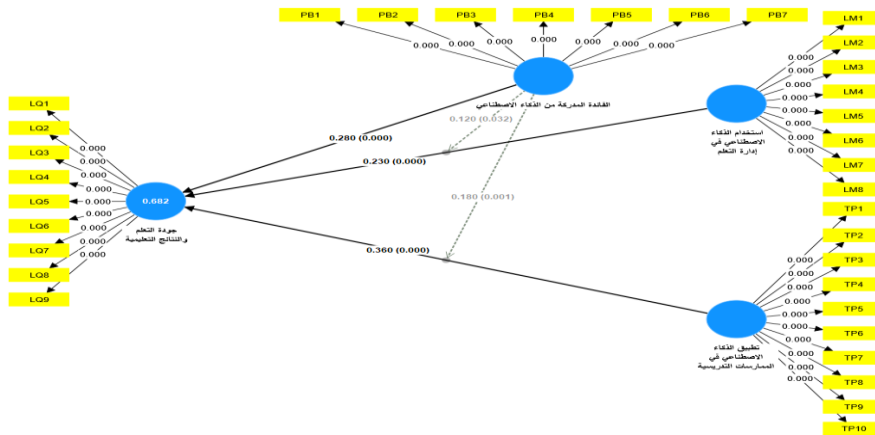 PB1
PB2
PB3
PB4
PB5
PB6
PB7
0.000
0.000
0.000
0.000
0.000
0.000
0.000
الفائدة المدركة من الذكاء الاصطناعي
LM1
LM2
LM3
LM4
LM5
LM6
LM7
LM8
0.000
0.000
0.000
0.000
0.000
0.000
0.000
0.000
استخدام الذكاء
الاصطناعي في
إدارة التعلم
0.120 (0.032)
0.280 (0.000)
0.230 (0.000)
0.180 (0.001)
0.360 (0.000)
LQ1
LQ2
LQ3
LQ4
LQ5
LQ6
LQ7
LQ8
LQ9
0.000
0.000
0.000
0.000
0.000
0.000
0.000
0.000
0.000
0.682
جودة التعلم
والنتائج التعليمية
TP1
TP2
TP3
TP4
TP5
TP6
TP7
TP8
TP9
TP10
0.000
0.000
0.000
0.000
0.000
0.000
0.000
0.000
0.000
0.000
تطبيق الذكاء
الاصطناعي في
الممارسات التدريسية